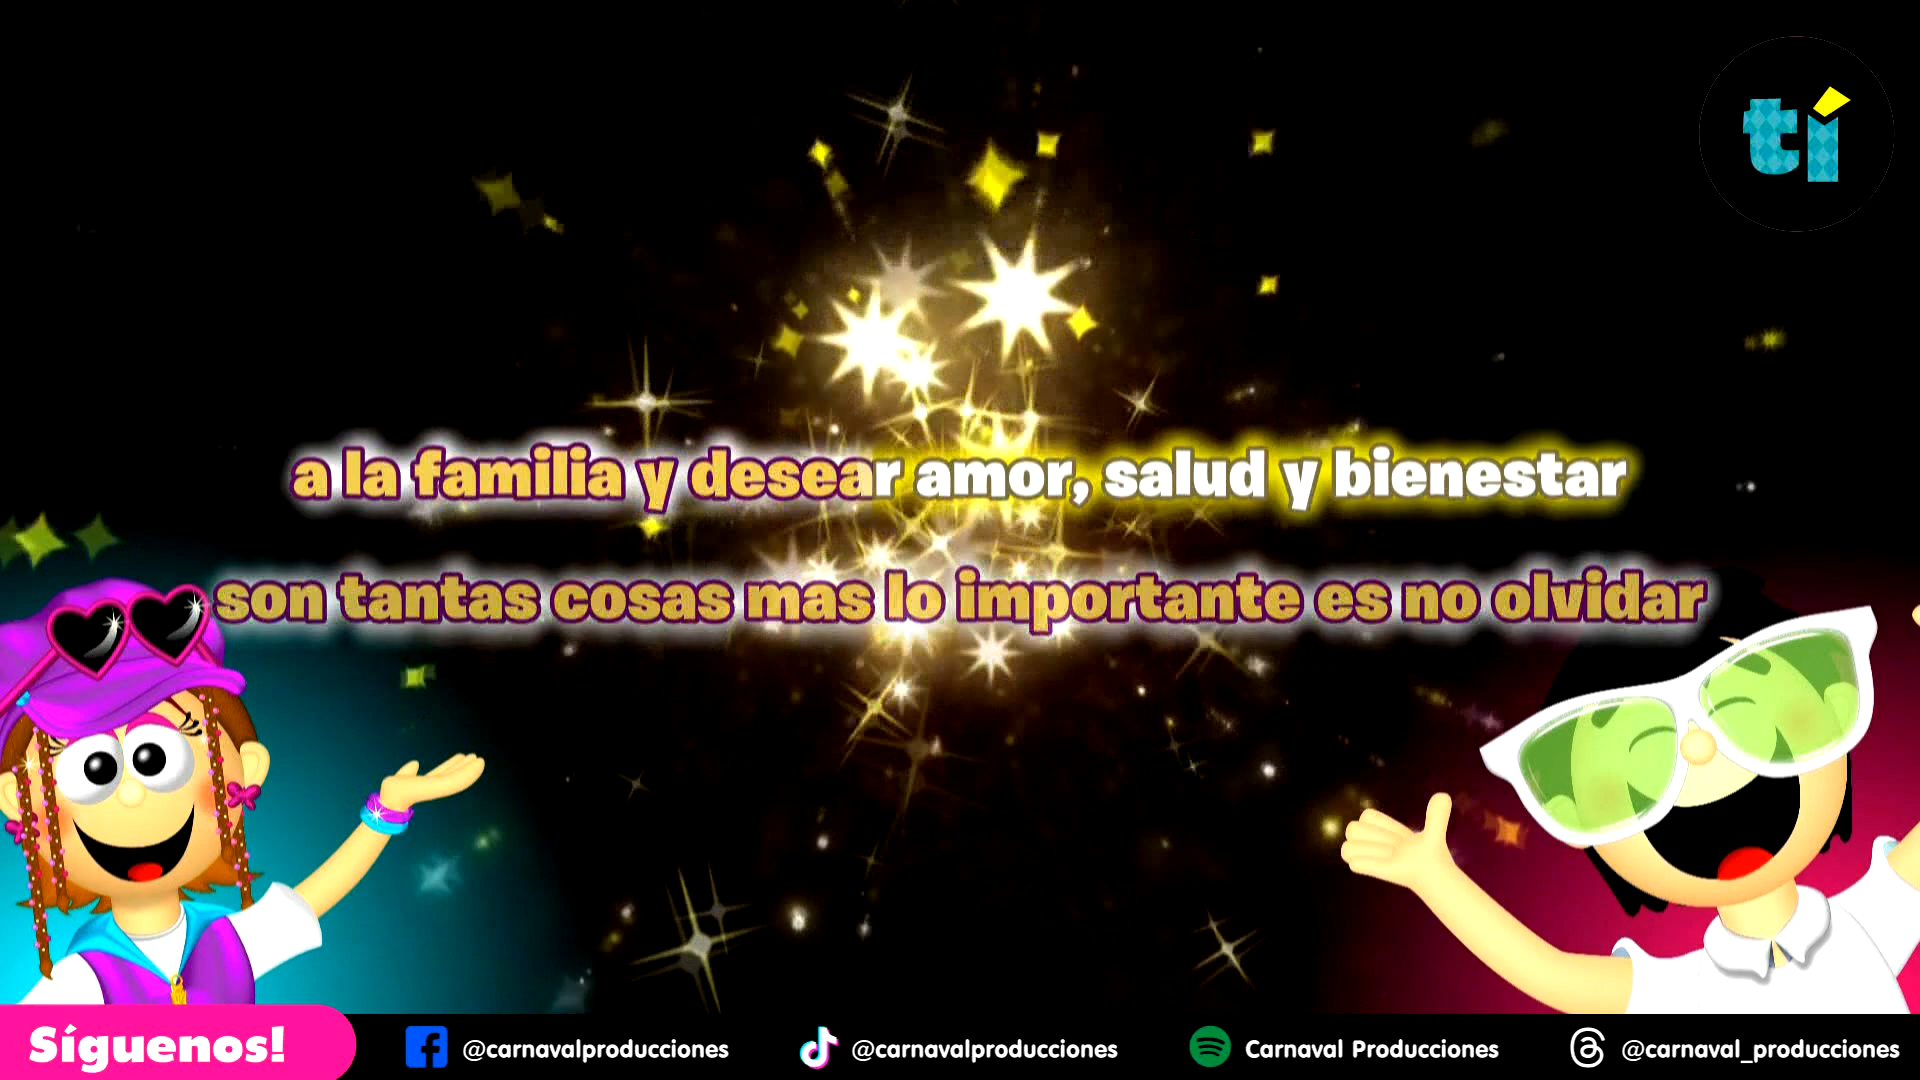 tí
a la familia y desear amor, salud y bienestar
son tantas cosas mas lo importante es no olvidar
Síguenos! @carnavalproducciones @carnavalproducciones Carnaval Producciones @carnaval_producciones